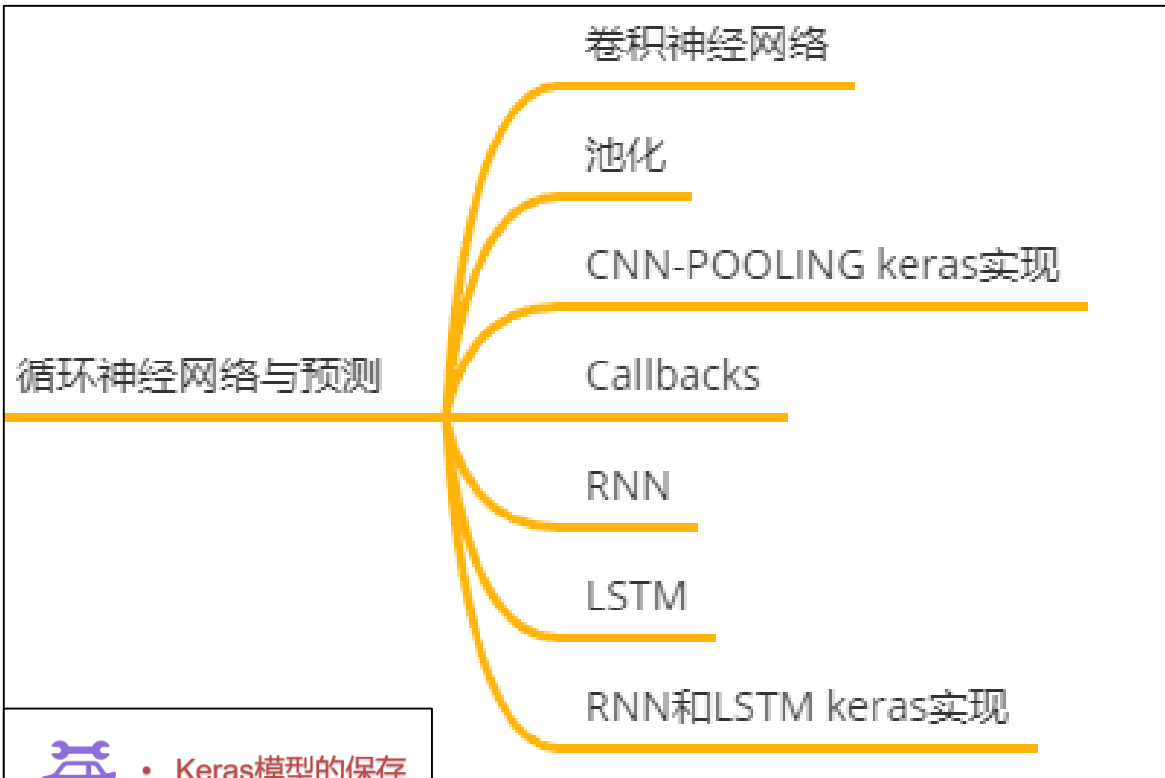 卷积神经网络
池化
CNN-POOLING keras实现
循环神经网络与预测
Callbacks
RNN
LSTM
RNN和LSTM keras实现
• Keras模型的保存